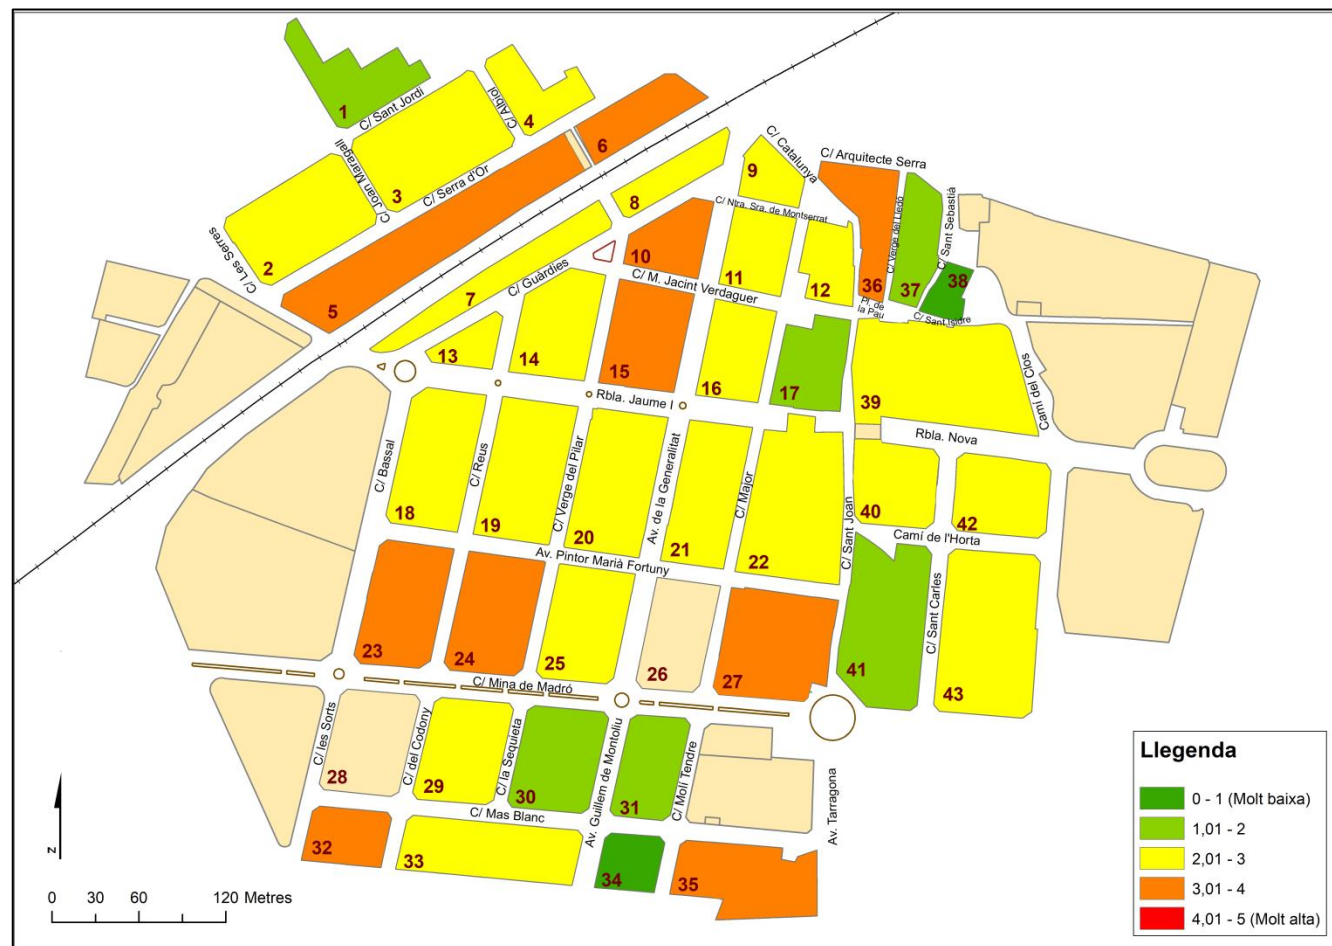 1
C/ Sant Jordi
C/ Albiol
4
6
C/ Joan Maragall
3
C/ Serra d'Or
C/ Les Serres
2
5
C/ Catalunya
9
C/ Arquitecte Serra
8
C/ Ntra. Sra. de Montserrat
C/ Verge del Lledó
C/ Sant Sebastià
10
11
12
36
37
38
7
C/ Guàrdies
C/ M. Jacint Verdaguer
Pl. de
la Pau
C/ Sant Isidre
13
14
15
16
17
39
Camí del Clos
Rbla. Jaume I
Rbla. Nova
C/ Bassal
C/ Reus
C/ Verge del Pilar
Av. de la Generalitat
C/ Major
C/ Sant Joan
18
19
20
21
22
40
42
Camí de l'Horta
Av. Pintor Marià Fortuny
C/ Sant Carles
23
24
25
26
27
41
43
C/ Mina de Madró
C/ les Sorts
C/ del Codony
C/ la Sequieta
Av. Guillem de Montoliu
C/ Molí Tendre
Av. Tarragona
28
29
30
31
C/ Mas Blanc
32
33
34
35
N
0 30 60 120 Metres
Llegenda
0 - 1 (Molt baixa)
1,01 - 2
2,01 - 3
3,01 - 4
4,01 - 5 (Molt alta)